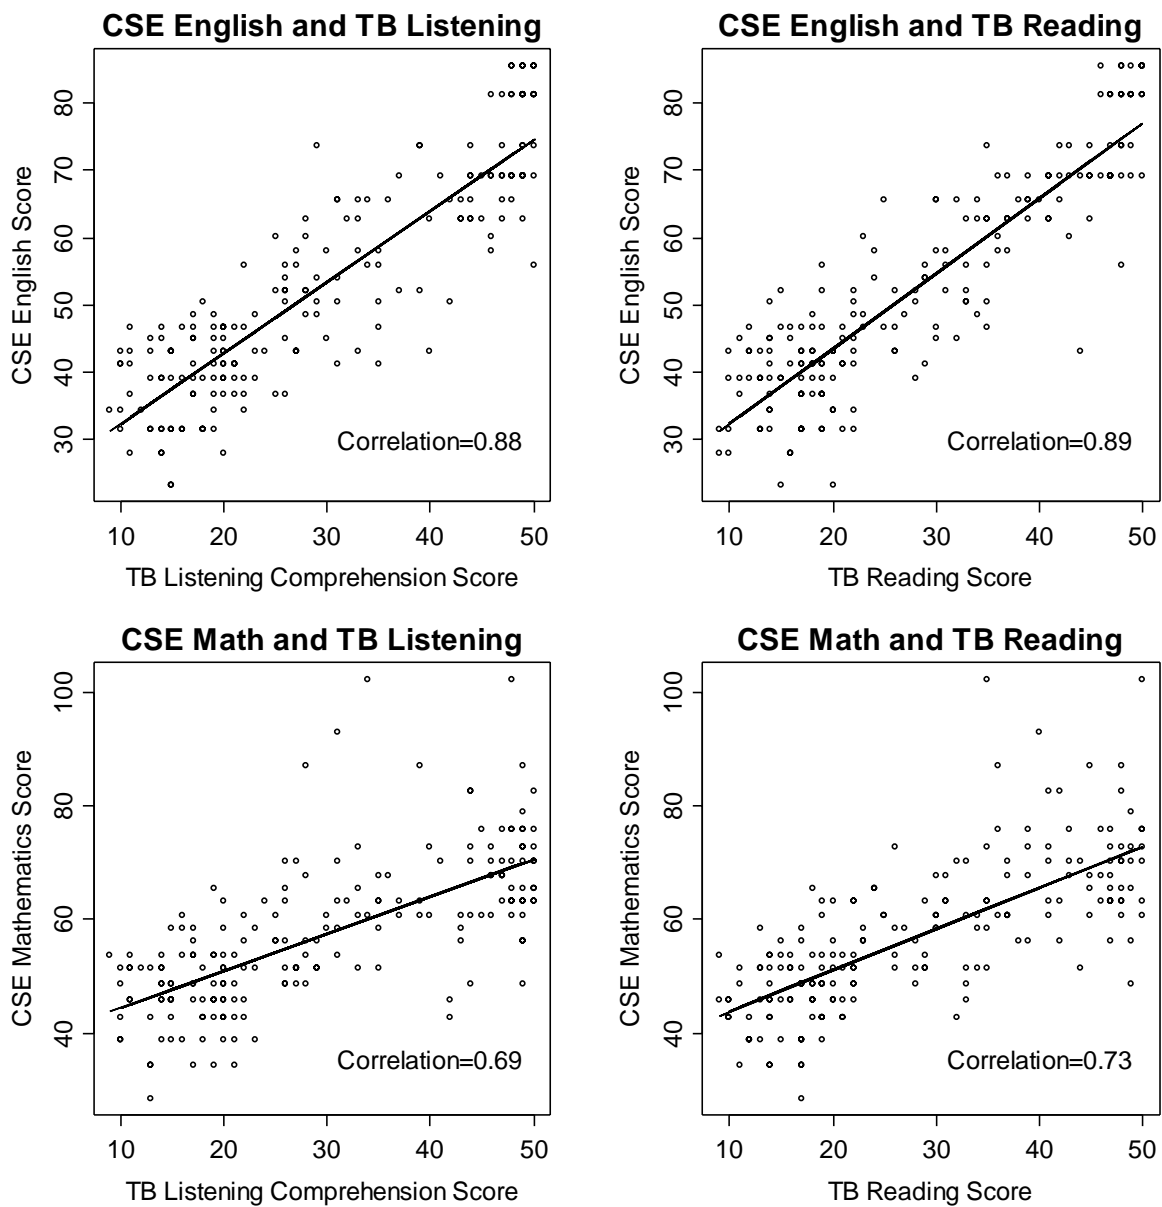 CSE English and TB Listening
CSE English Score
80
70
60
50
40
30
Correlation=0.88
10 20 30 40 50
TB Listening Comprehension Score
CSE English and TB Reading
CSE English Score
80
70
60
50
40
30
Correlation=0.89
10 20 30 40 50
TB Reading Score
CSE Math and TB Listening
CSE Mathematics Score
100
80
60
40
Correlation=0.69
10 20 30 40 50
TB Listening Comprehension Score
CSE Math and TB Reading
CSE Mathematics Score
100
80
60
40
Correlation=0.73
10 20 30 40 50
TB Reading Score